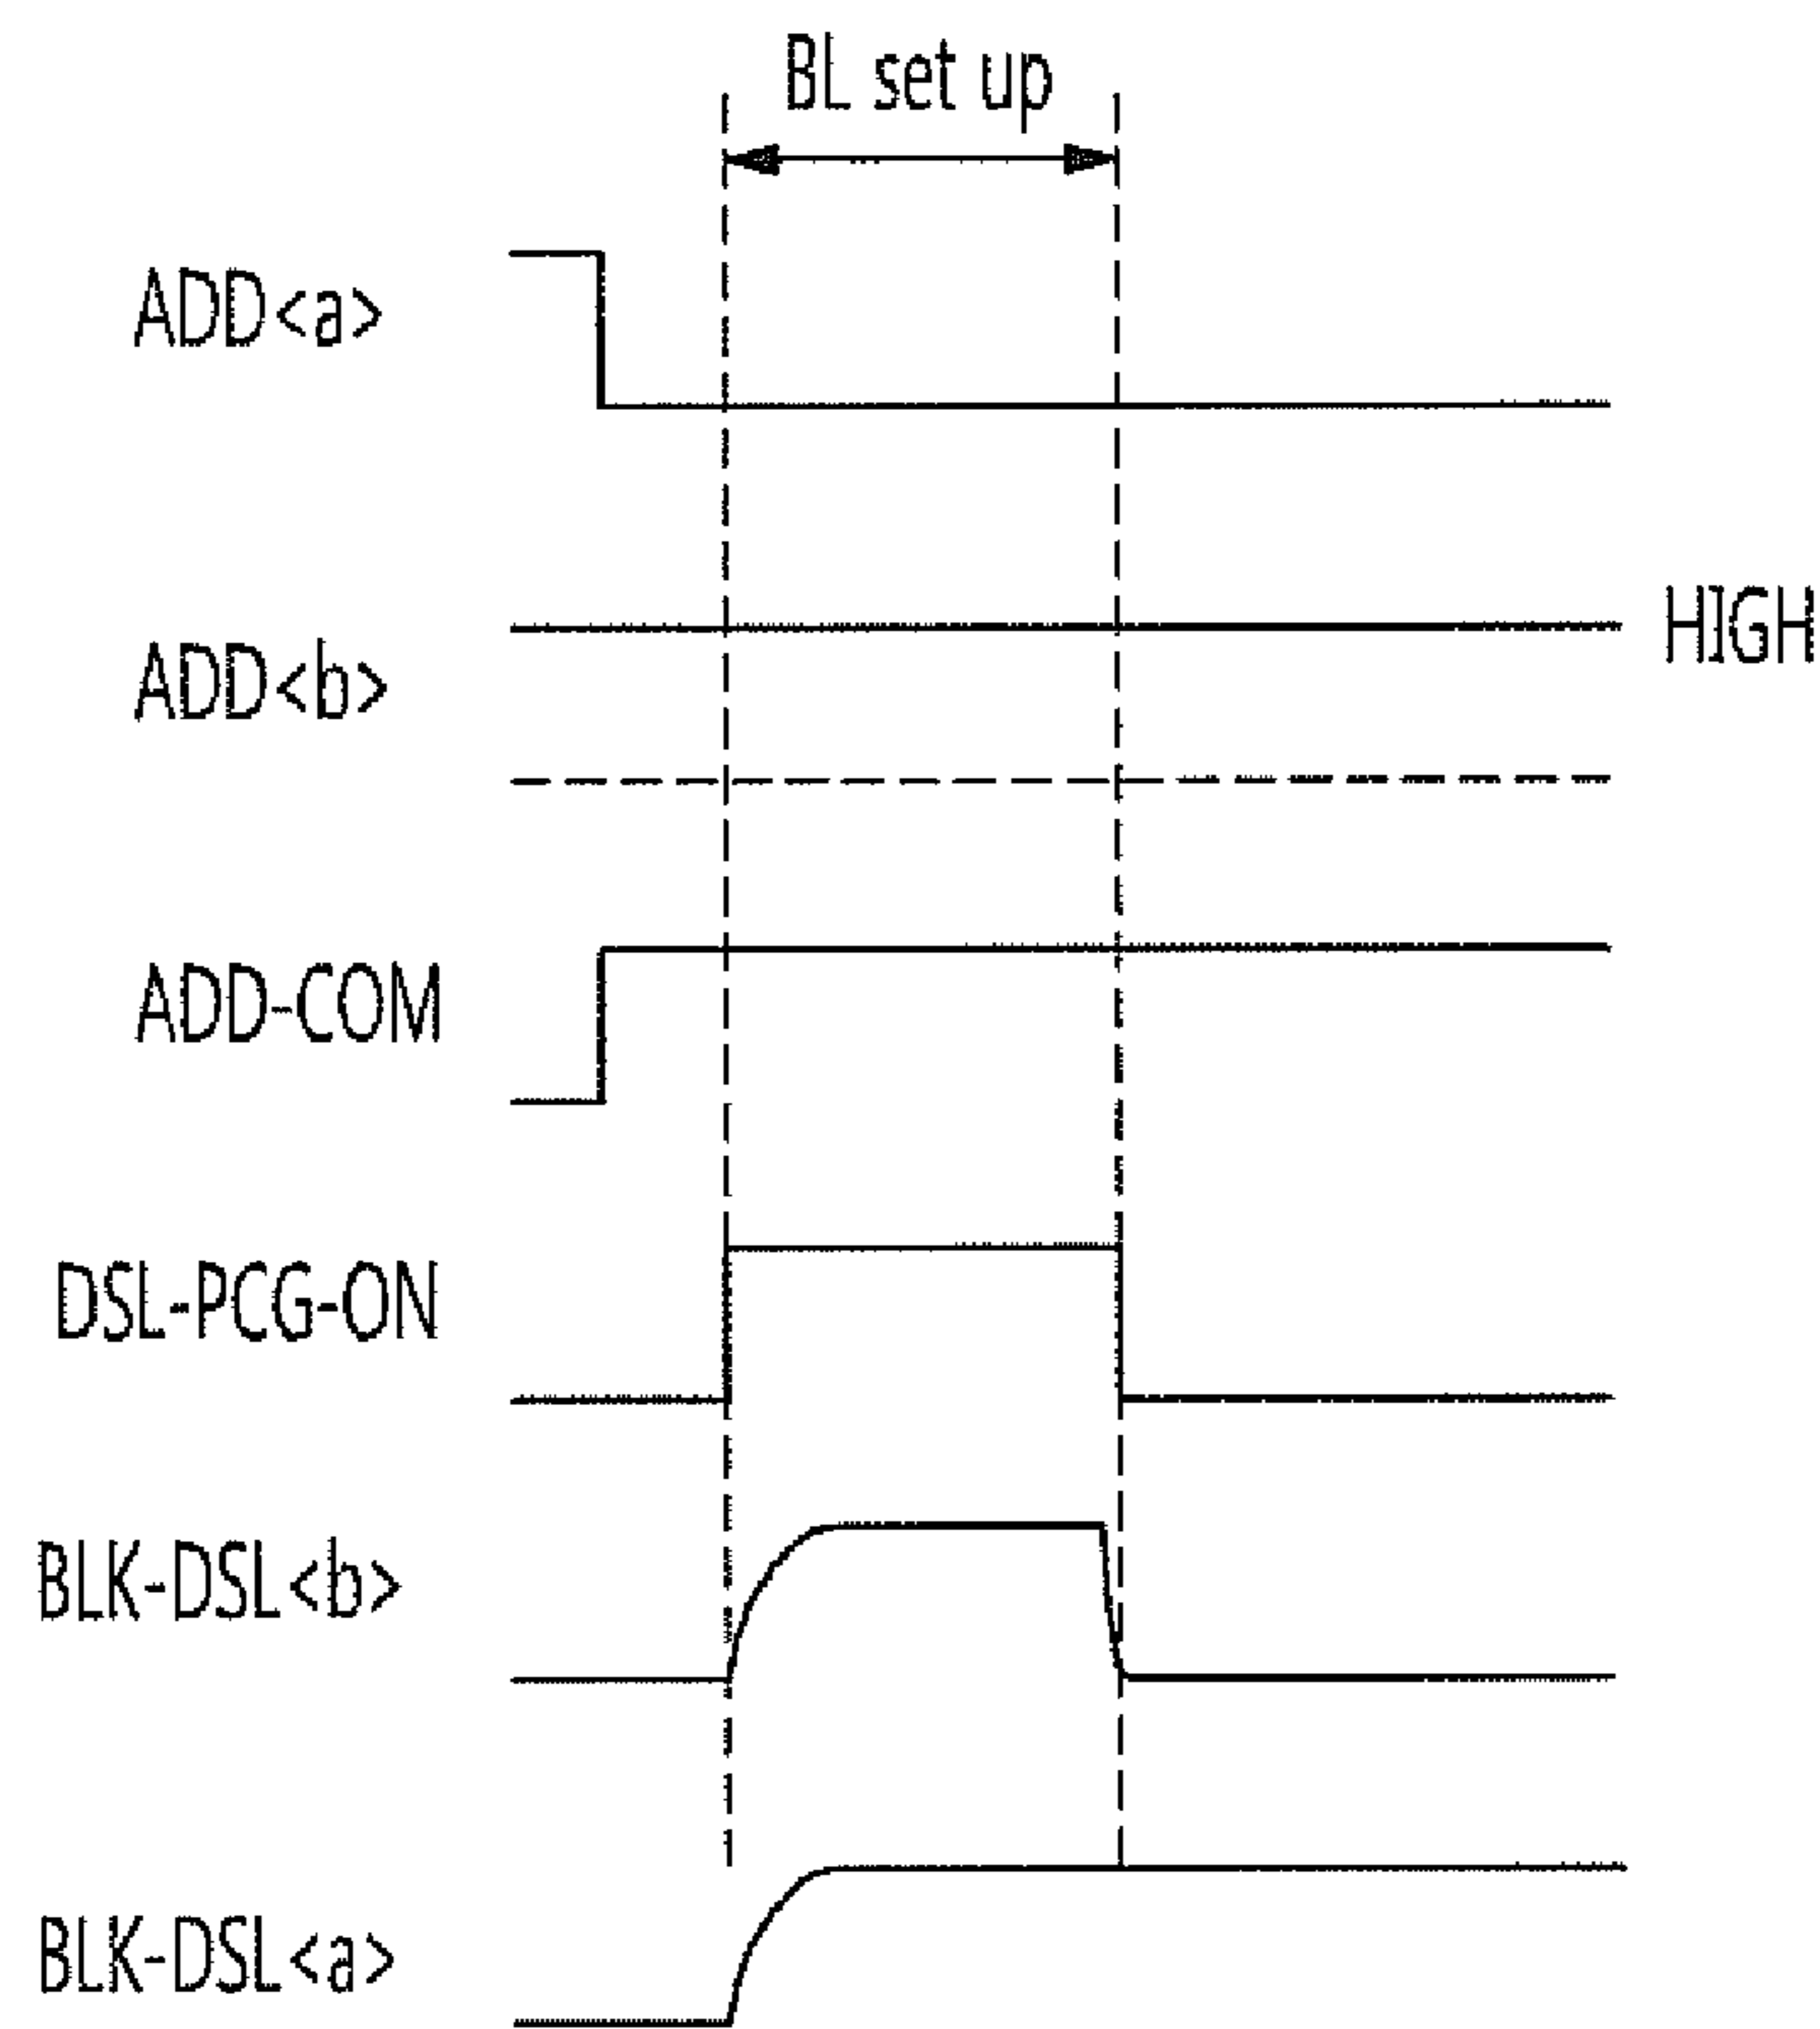 BL set up
ADD<a>
ADD<b>
HIGH
ADD-COM
DSL-PCG-ON
BLK-DSL<b>
BLK-DSL<a>